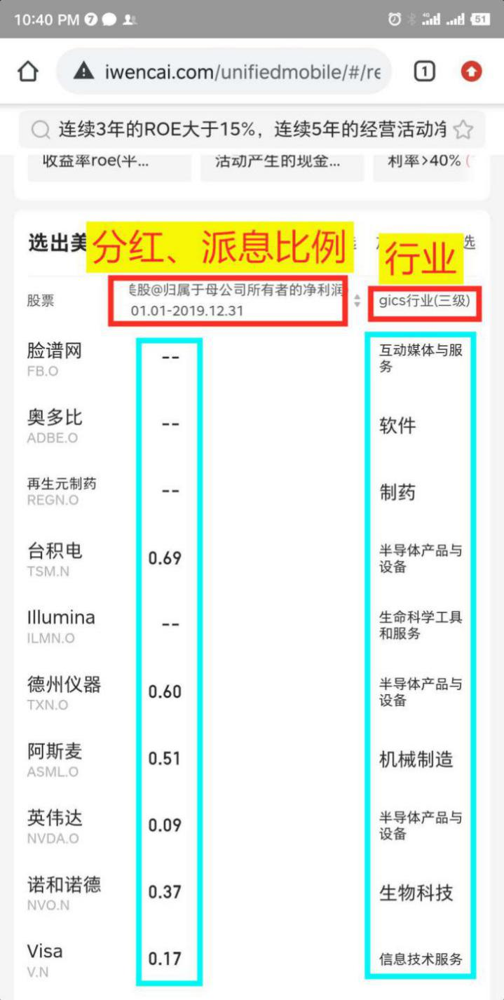 10:40 PM 7
4G 51
iwencai.com/unifiedmobile/#/re
1
连续3年的ROE大于15%，连续5年的经营活动净
收益率roe(平...
活动产生的现金...
利率>40%
选出美
分红、派息比例
选
行业
股票
美股@归属于母公司所有者的净利润
01.01-2019.12.31
gics行业(三级)
脸谱网
FB.O
--
互动媒体与服
务
奥多比
ADBE.O
--
软件
再生元制药
REGN.O
--
制药
台积电
TSM.N
0.69
半导体产品与
设备
Illumina
ILMN.O
--
生命科学工具
和服务
德州仪器
TXN.O
0.60
半导体产品与
设备
阿斯麦
ASML.O
0.51
机械制造
英伟达
NVDA.O
0.09
半导体产品与
设备
诺和诺德
NVO.N
0.37
生物科技
Visa
V.N
0.17
信息技术服务